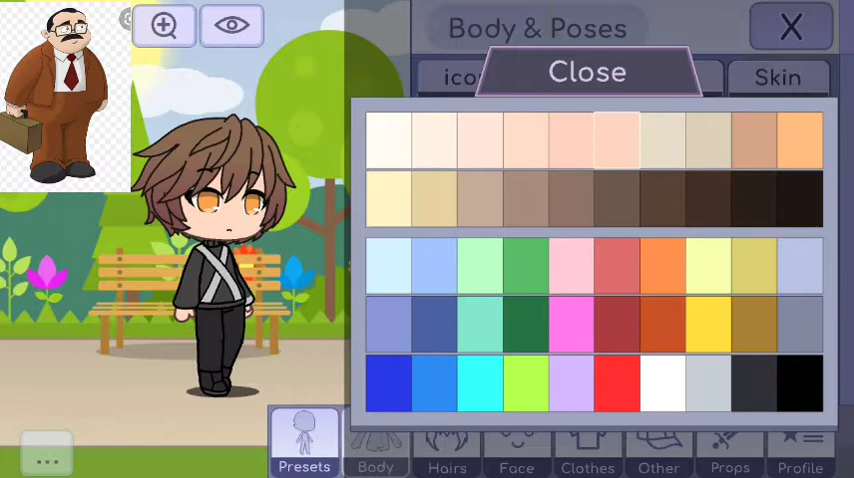 Body & Poses
X
Close
Skin
...
Presets
Body
Hairs
Face
Clothes
Other
Props
Profile